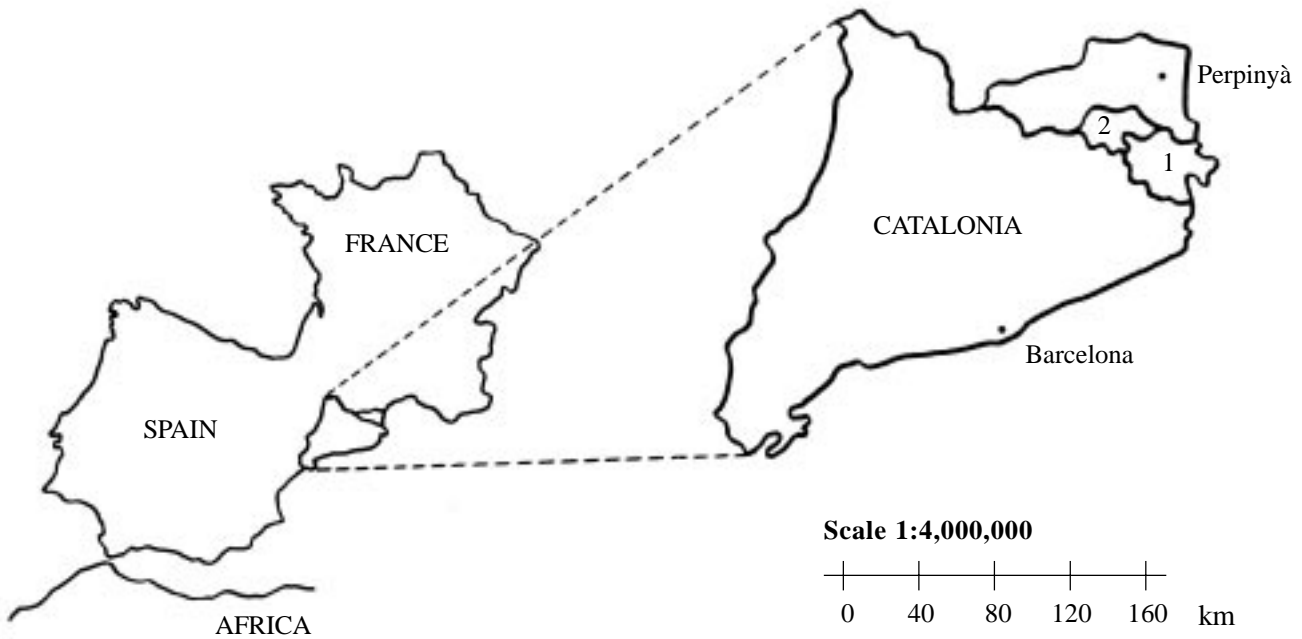 Perpinyà
2
1
CATALONIA
FRANCE
Barcelona
SPAIN
Scale 1:4,000,000
0 40 80 120 160 km
AFRICA